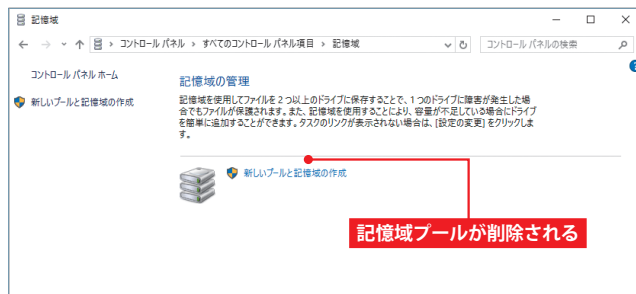 記憶域
コントロール パネル › すべてのコントロール パネル項目 › 記憶域
コントロール パネルの検索
コントロール パネル ホーム
新しいプールと記憶域の作成
記憶域の管理
記憶域を使用してファイルを 2 つ以上のドライブに保存することで、1 つのドライブに障害が発生した場
合でもファイルが保護されます。また、記憶域を使用することにより、容量が不足している場合にドライブ
を簡単に追加することができます。タスクのリンクが表示されない場合は、[設定の変更] をクリックしま
す。
新しいプールと記憶域の作成
記憶域プールが削除される